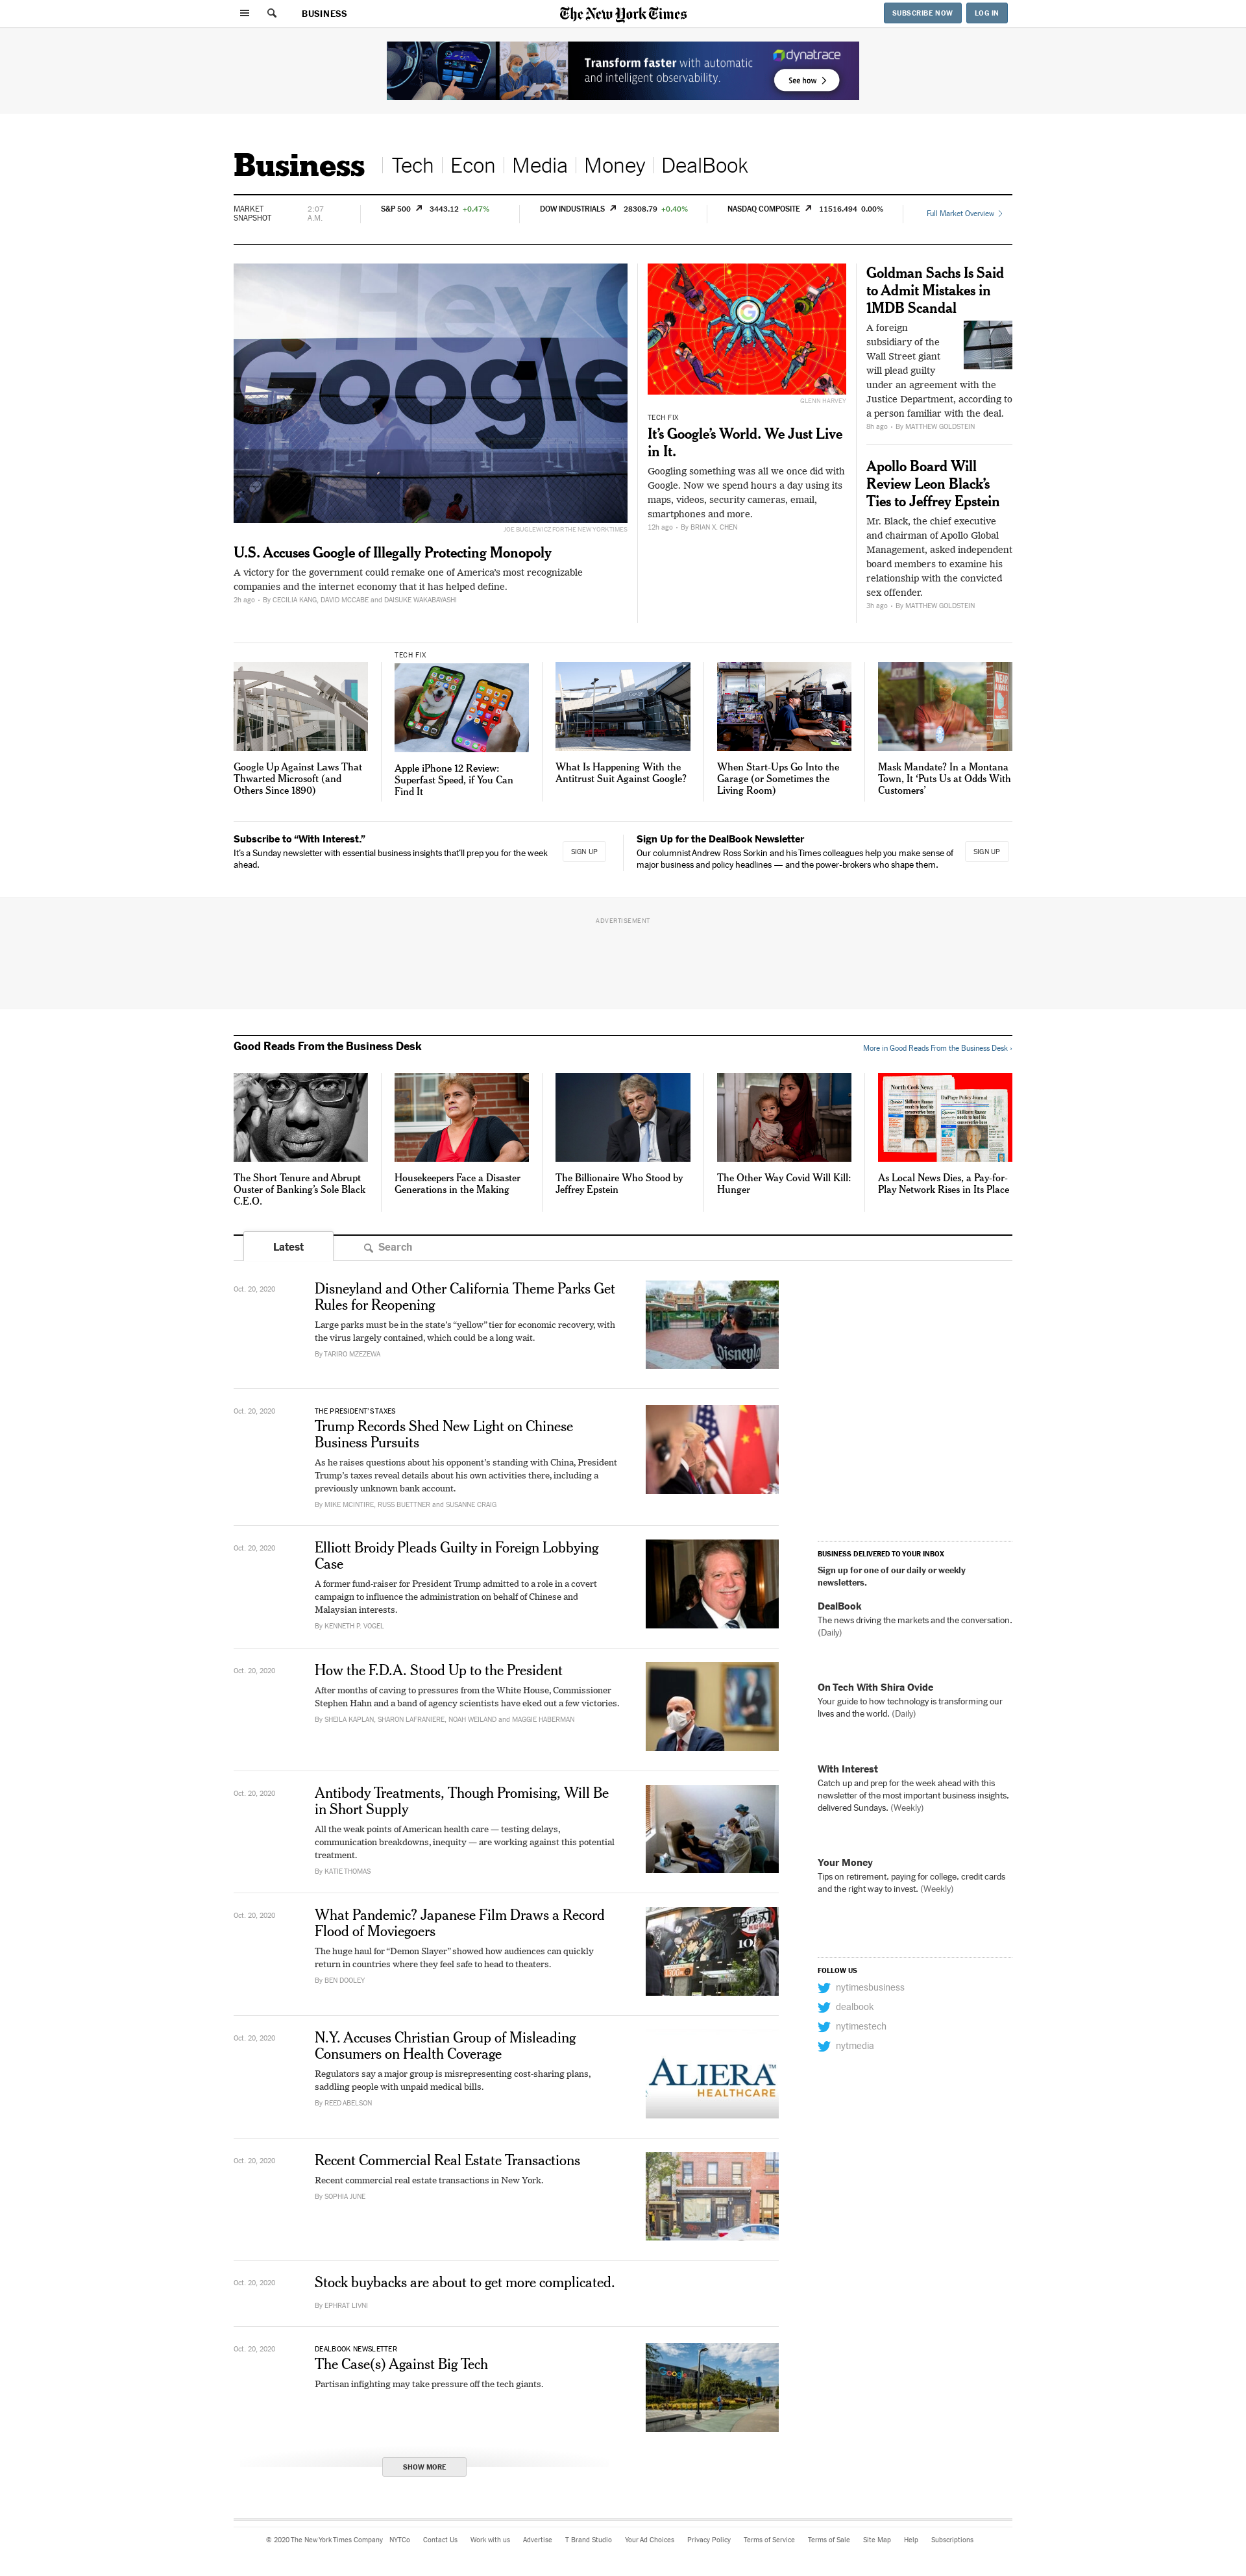 BUSINESS
The New York Times
SUBSCRIBE NOW
LOG IN
Transform faster with automatic
and intelligent observability.
dynatrace
See how
Business
Tech
Econ
Media
Money
DealBook
MARKET
SNAPSHOT
2:07
A.M.
S&P 500 3443.12 +0.47%
DOW INDUSTRIALS 28308.79 +0.40%
NASDAQ COMPOSITE 11516.494 0.00%
Full Market Overview
Google
JOE BUGLEWICZ FOR THE NEW YORK TIMES
U.S. Accuses Google of Illegally Protecting Monopoly
A victory for the government could remake one of America's most recognizable
companies and the internet economy that it has helped define.
2h ago - By CECILIA KANG, DAVID MCCABE and DAISUKE WAKABAYASHI
GLENN HARVEY
TECH FIX
It's Google's World. We Just Live
in It.
Googling something was all we once did with
Google. Now we spend hours a day using its
maps, videos, security cameras, email,
smartphones and more.
12h ago - By BRIAN X. CHEN
Goldman Sachs Is Said
to Admit Mistakes in
1MDB Scandal
A foreign
subsidiary of the
Wall Street giant
will plead guilty
under an agreement with the
Justice Department, according to
a person familiar with the deal.
8h ago - By MATTHEW GOLDSTEIN
Apollo Board Will
Review Leon Black's
Ties to Jeffrey Epstein
Mr. Black, the chief executive
and chairman of Apollo Global
Management, asked independent
board members to examine his
relationship with the convicted
sex offender.
3h ago - By MATTHEW GOLDSTEIN
Google Up Against Laws That
Thwarted Microsoft (and
Others Since 1890)
TECH FIX
Apple iPhone 12 Review:
Superfast Speed, if You Can
Find It
What Is Happening With the
Antitrust Suit Against Google?
When Start-Ups Go Into the
Garage (or Sometimes the
Living Room)
Mask Mandate? In a Montana
Town, It ‘Puts Us at Odds With
Customers’
Subscribe to “With Interest.”
It's a Sunday newsletter with essential business insights that'll prep you for the week
ahead.
SIGN UP
Sign Up for the DealBook Newsletter
Our columnist Andrew Ross Sorkin and his Times colleagues help you make sense of
major business and policy headlines — and the power-brokers who shape them.
SIGN UP
ADVERTISEMENT
Good Reads From the Business Desk
More in Good Reads From the Business Desk ›
The Short Tenure and Abrupt
Ouster of Banking's Sole Black
C.E.O.
Housekeepers Face a Disaster
Generations in the Making
The Billionaire Who Stood by
Jeffrey Epstein
The Other Way Covid Will Kill:
Hunger
North Cook News
DuPage Policy Journal
As Local News Dies, a Pay-for-
Play Network Rises in Its Place
Latest
Search
Oct. 20, 2020
Disneyland and Other California Theme Parks Get
Rules for Reopening
Large parks must be in the state's “yellow” tier for economic recovery, with
the virus largely contained, which could be a long wait.
By TARIRO MZEZEWA
Oct. 20, 2020
THE PRESIDENT'S TAXES
Trump Records Shed New Light on Chinese
Business Pursuits
As he raises questions about his opponent's standing with China, President
Trump's taxes reveal details about his own activities there, including a
previously unknown bank account.
By MIKE MCINTIRE, RUSS BUETTNER and SUSANNE CRAIG
Oct. 20, 2020
Elliott Broidy Pleads Guilty in Foreign Lobbying
Case
A former fund-raiser for President Trump admitted to a role in a covert
campaign to influence the administration on behalf of Chinese and
Malaysian interests.
By KENNETH P. VOGEL
Oct. 20, 2020
How the F.D.A. Stood Up to the President
After months of caving to pressures from the White House, Commissioner
Stephen Hahn and a band of agency scientists have eked out a few victories.
By SHEILA KAPLAN, SHARON LAFRANIERE, NOAH WEILAND and MAGGIE HABERMAN
Oct. 20, 2020
Antibody Treatments, Though Promising, Will Be
in Short Supply
All the weak points of American health care — testing delays,
communication breakdowns, inequity — are working against this potential
treatment.
By KATIE THOMAS
Oct. 20, 2020
What Pandemic? Japanese Film Draws a Record
Flood of Moviegoers
The huge haul for “Demon Slayer” showed how audiences can quickly
return in countries where they feel safe to head to theaters.
By BEN DOOLEY
Oct. 20, 2020
N.Y. Accuses Christian Group of Misleading
Consumers on Health Coverage
Regulators say a major group is misrepresenting cost-sharing plans,
saddling people with unpaid medical bills.
By REED ABELSON
ALIERA™
HEALTHCARE
Oct. 20, 2020
Recent Commercial Real Estate Transactions
Recent commercial real estate transactions in New York.
By SOPHIA JUNE
Oct. 20, 2020
Stock buybacks are about to get more complicated.
By EPHRAT LIVNI
Oct. 20, 2020
DEALBOOK NEWSLETTER
The Case(s) Against Big Tech
Partisan infighting may take pressure off the tech giants.
Google
SHOW MORE
BUSINESS DELIVERED TO YOUR INBOX
Sign up for one of our daily or weekly
newsletters.
DealBook
The news driving the markets and the conversation.
(Daily)
On Tech With Shira Ovide
Your guide to how technology is transforming our
lives and the world. (Daily)
With Interest
Catch up and prep for the week ahead with this
newsletter of the most important business insights,
delivered Sundays. (Weekly)
Your Money
Tips on retirement, paying for college, credit cards
and the right way to invest. (Weekly)
FOLLOW US
nytimesbusiness
dealbook
nytimestech
nytmedia
© 2020 The New York Times Company
NYTCo
Contact Us
Work with us
Advertise
T Brand Studio
Your Ad Choices
Privacy Policy
Terms of Service
Terms of Sale
Site Map
Help
Subscriptions